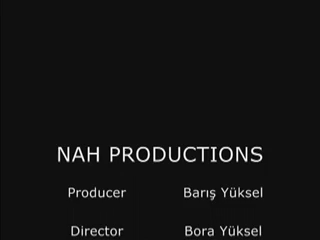 NAH PRODUCTIONS
Producer Barış Yüksel
Director Bora Yüksel